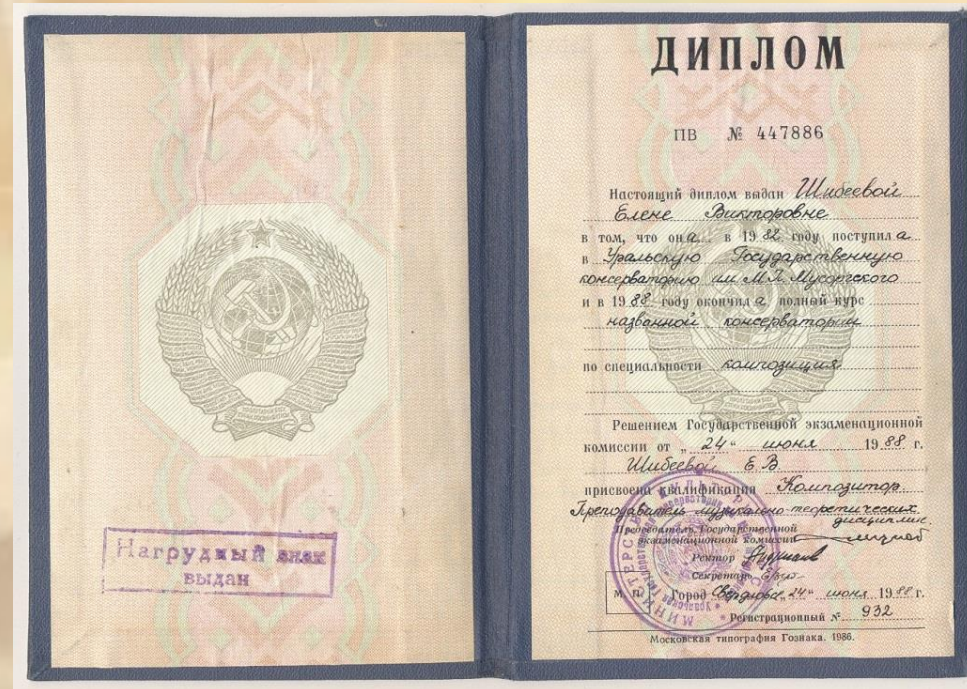 Нагрудный знак
выдан
ДИПЛОМ
ПВ № 447886
Настоящий диплом выдан Шибеевой
Елене Викторовне
в том, что она в 1982 году поступила
в Уральскую Государственную
консерваторию им М.П. Мусоргского
и в 1988 году окончила полный курс
названной консерватории
по специальности композиция
Решением Государственной экзаменационной
комиссии от „24“ июня 1988 г.
Шибеевой Е.В.
присвоена квалификация Композитор.
Преподаватель музыкально-теоретических
дисциплин.
Председатель Государственной
экзаменационной комиссии
Ректор
Секретарь
М. П. Город Свердловск „24“ июня 1988 г.
Регистрационный № 932
Московская типография Гознака. 1986.